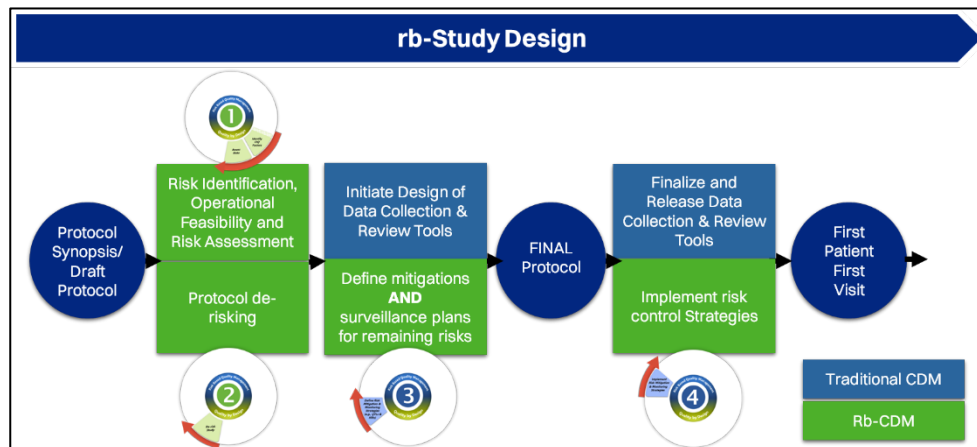 rb-Study Design
1
Protocol
Synopsis/
Draft
Protocol
Risk Identification,
Operational
Feasibility and
Risk Assessment
Protocol de-
risking
2
Initiate Design of
Data Collection &
Review Tools
Define mitigations
AND
surveillance plans
for remaining risks
3
FINAL
Protocol
Finalize and
Release Data
Collection & Review
Tools
Implement risk
control Strategies
4
First
Patient
First
Visit
Traditional CDM
Rb-CDM